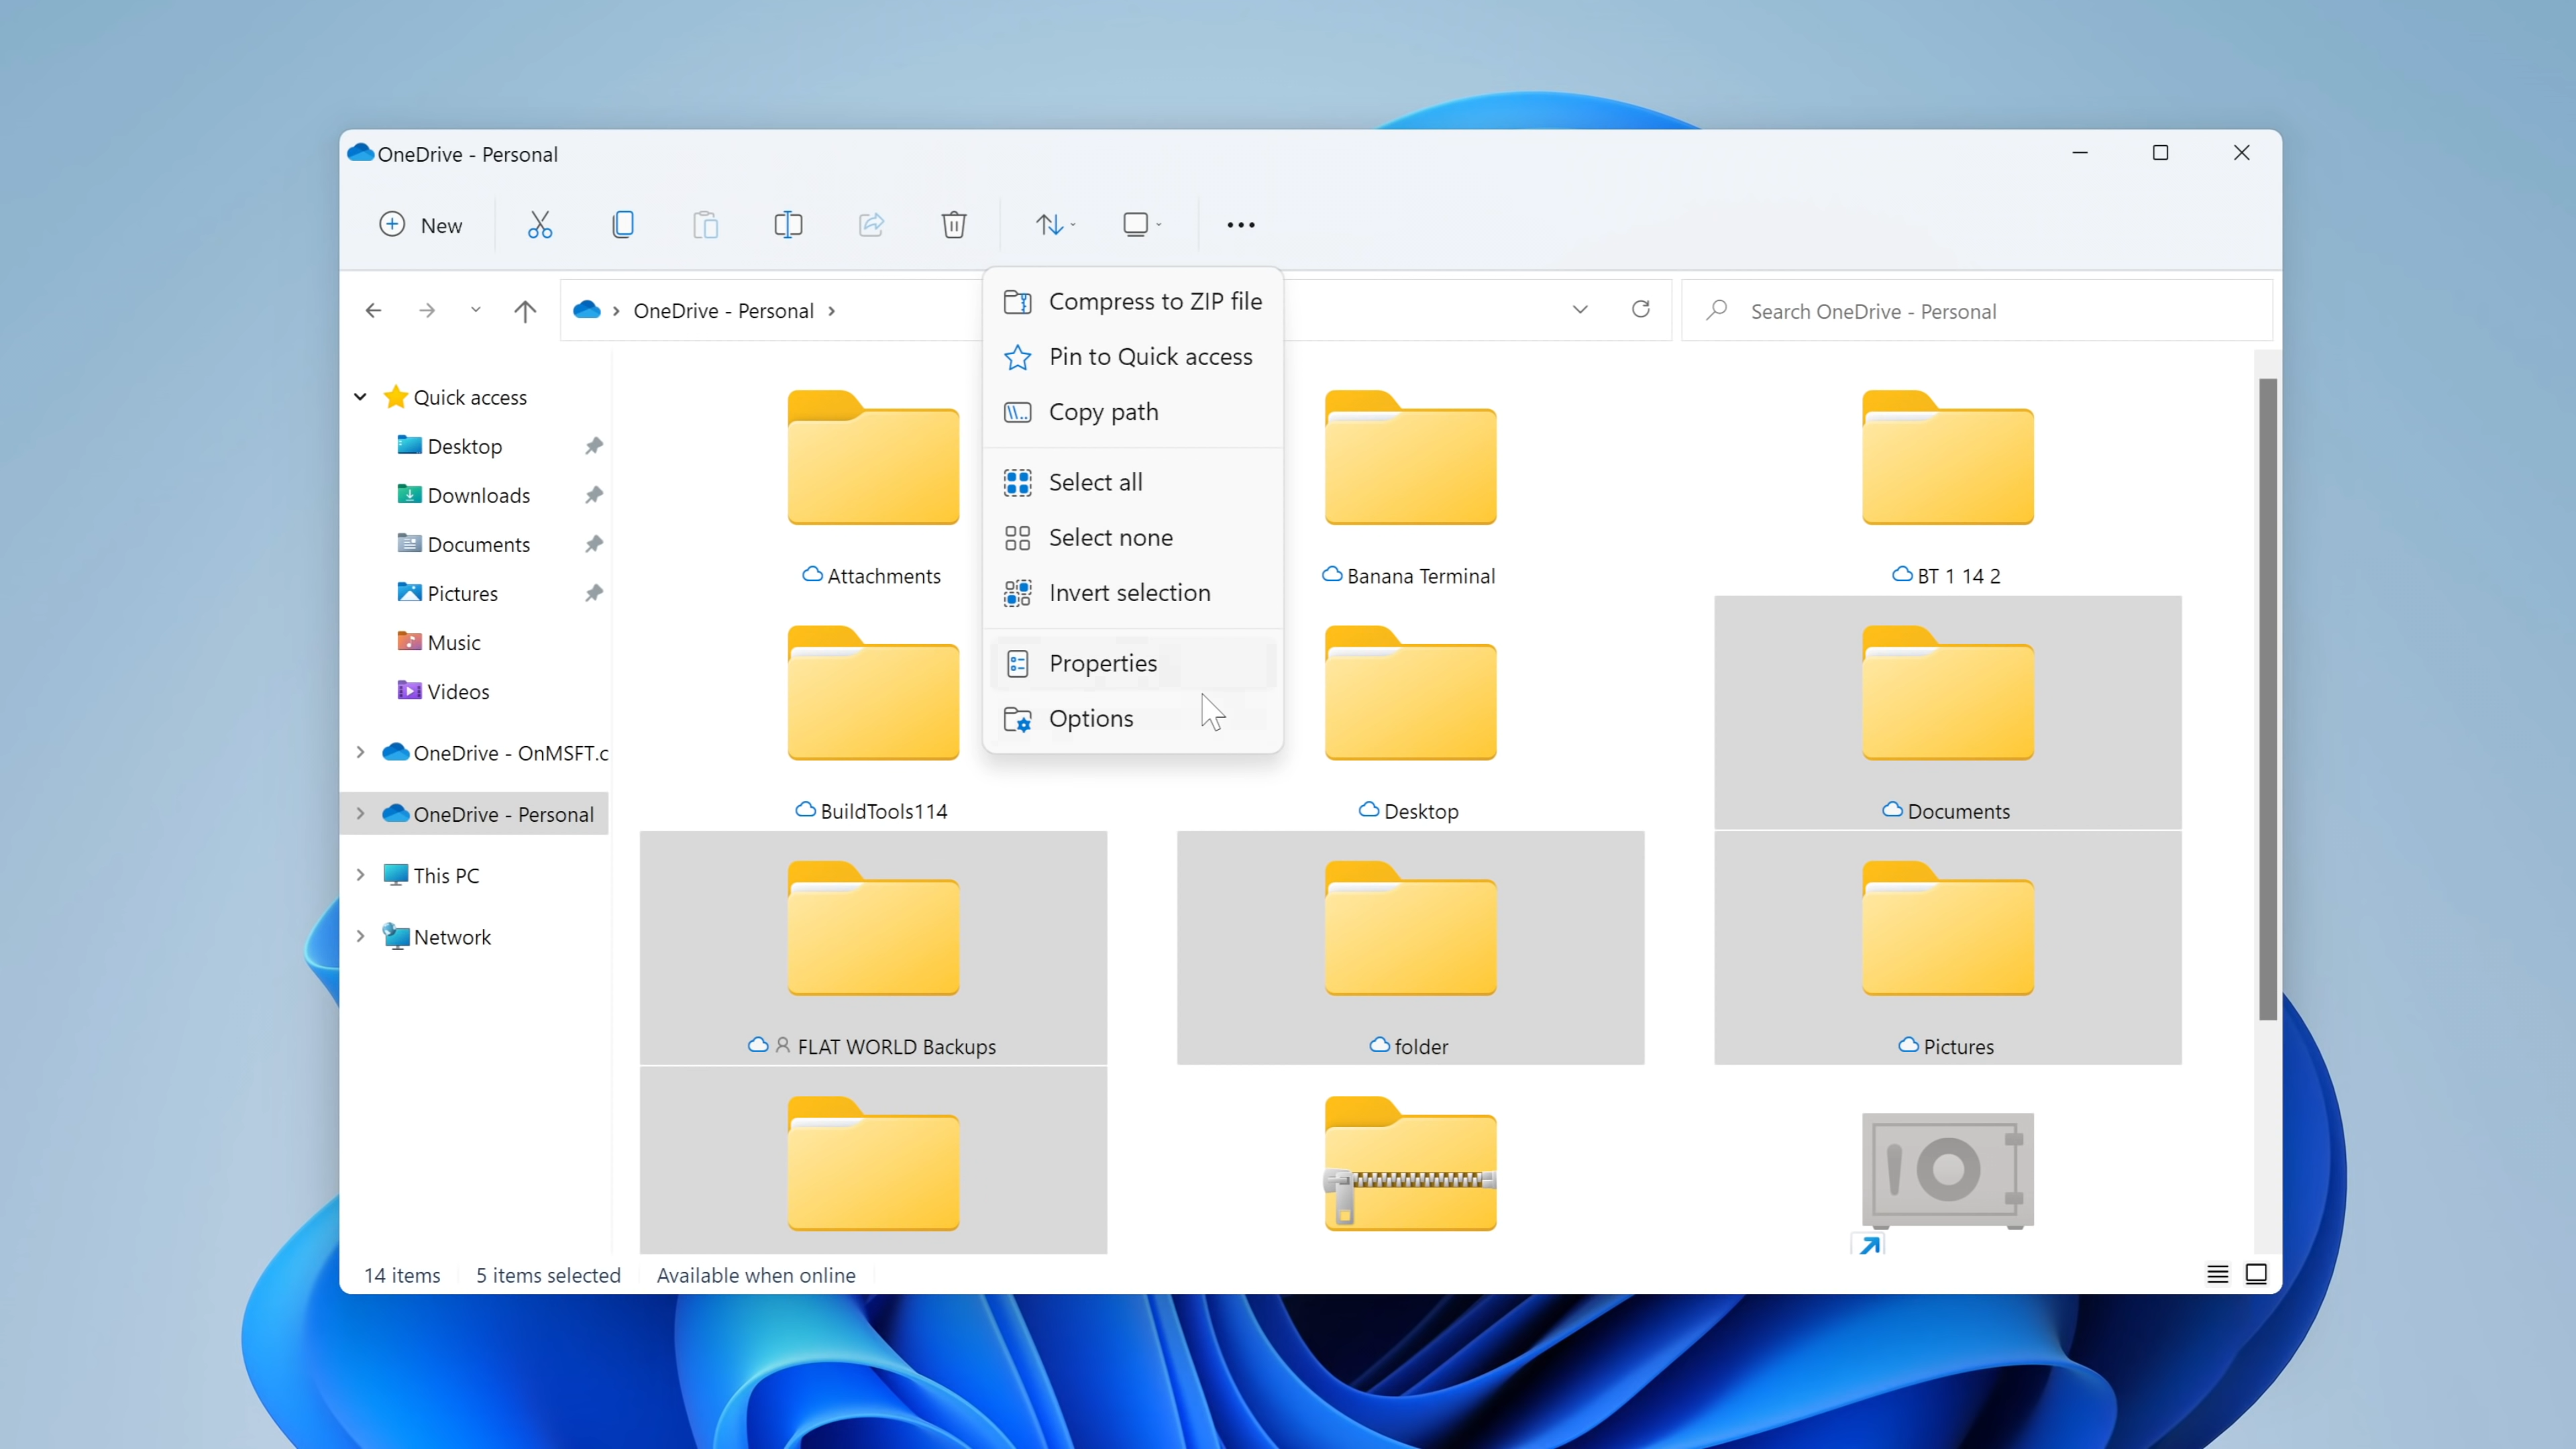 OneDrive - Personal
New
OneDrive - Personal
Search OneDrive - Personal
Compress to ZIP file
Pin to Quick access
Copy path
Select all
Select none
Invert selection
Properties
Options
Quick access
Desktop
Downloads
Documents
Pictures
Music
Videos
OneDrive - OnMSFT.c
OneDrive - Personal
This PC
Network
Attachments
Banana Terminal
BT 1 14 2
BuildTools114
Desktop
Documents
FLAT WORLD Backups
folder
Pictures
14 items
5 items selected
Available when online